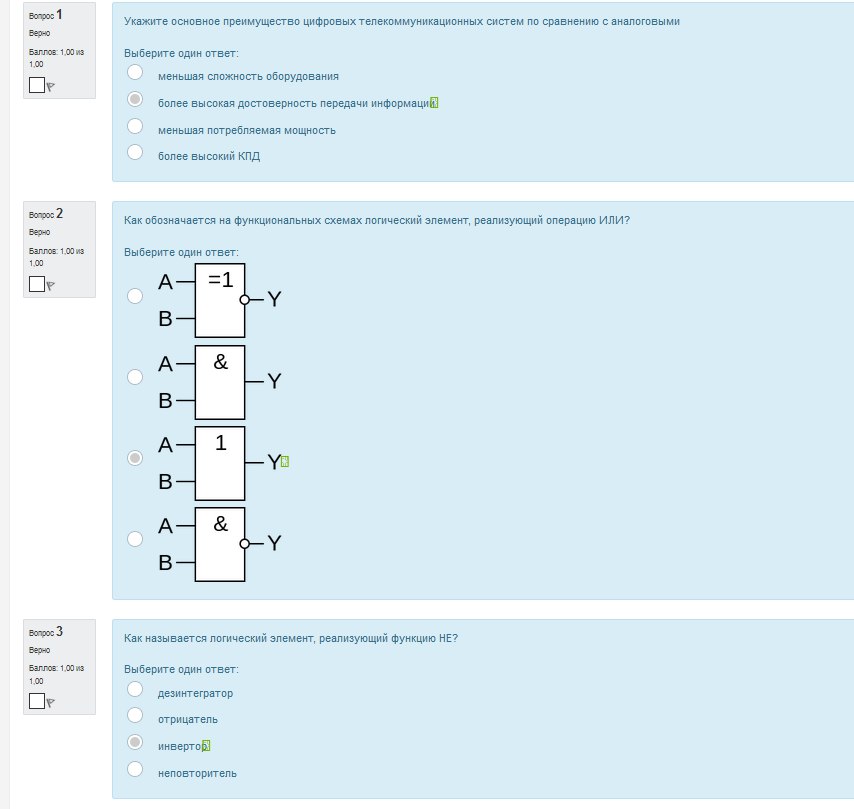 Вопрос 1
Верно
Баллов: 1,00 из
1,00
Укажите основное преимущество цифровых телекоммуникационных систем по сравнению с аналоговыми
Выберите один ответ:
меньшая сложность оборудования
более высокая достоверность передачи информации
меньшая потребляемая мощность
более высокий КПД
Вопрос 2
Верно
Баллов: 1,00 из
1,00
Как обозначается на функциональных схемах логический элемент, реализующий операцию ИЛИ?
Выберите один ответ:
A =1
Y
B
A &
Y
B
A 1
Y
B
A &
Y
B
Вопрос 3
Верно
Баллов: 1,00 из
1,00
Как называется логический элемент, реализующий функцию НЕ?
Выберите один ответ:
дезинтегратор
отрицатель
инвертор
неповторитель